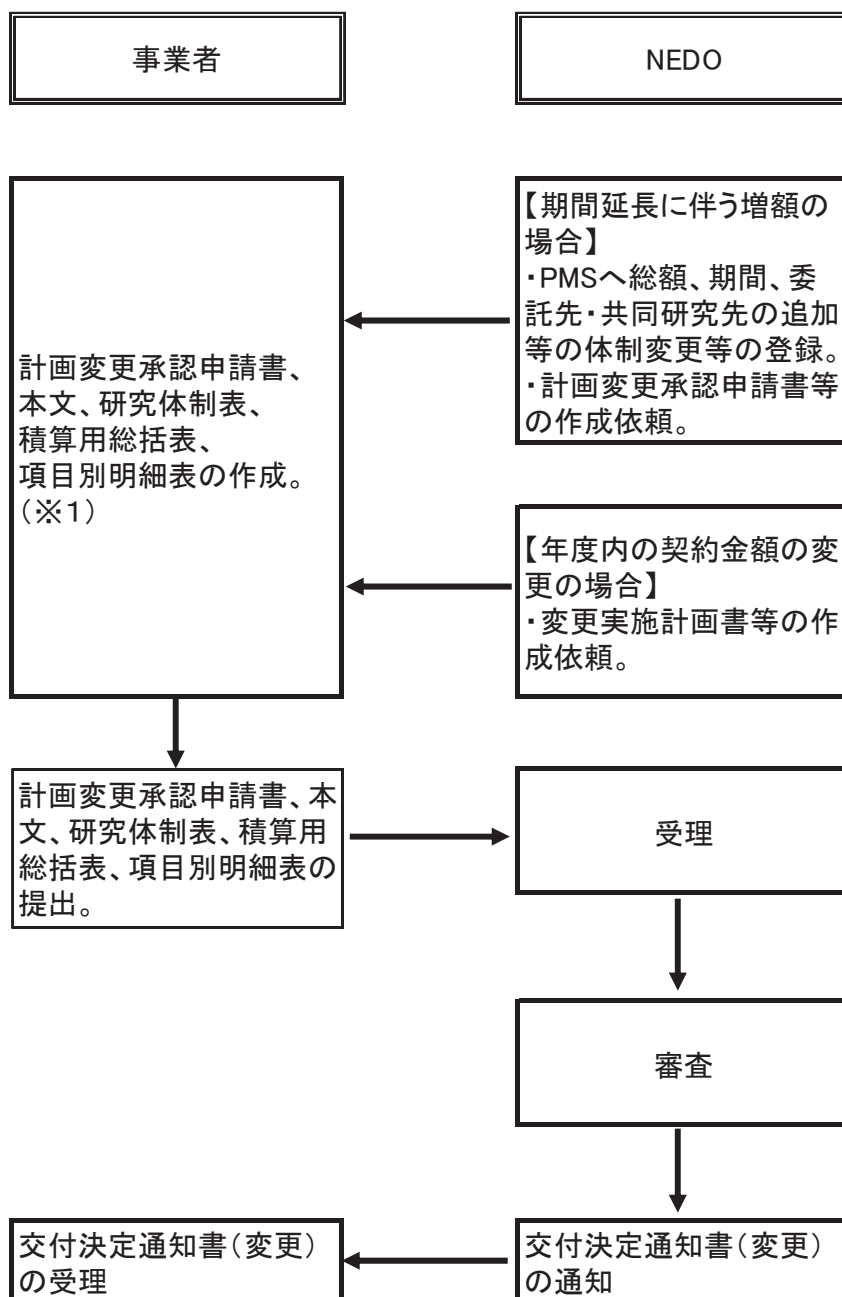 事業者
NEDO
【期間延長に伴う増額の
場合】
・PMSへ総額、期間、委
託先・共同研究先の追加
等の体制変更等の登録。
・計画変更承認申請書等
の作成依頼。
計画変更承認申請書、
本文、研究体制表、
積算用総括表、
項目別明細表の作成。
(※1)
【年度内の契約金額の変
更の場合】
・変更実施計画書等の作
成依頼。
計画変更承認申請書、本
文、研究体制表、積算用
総括表、項目別明細表の
提出。
受理
審査
交付決定通知書(変更)
の通知
交付決定通知書(変更)
の受理